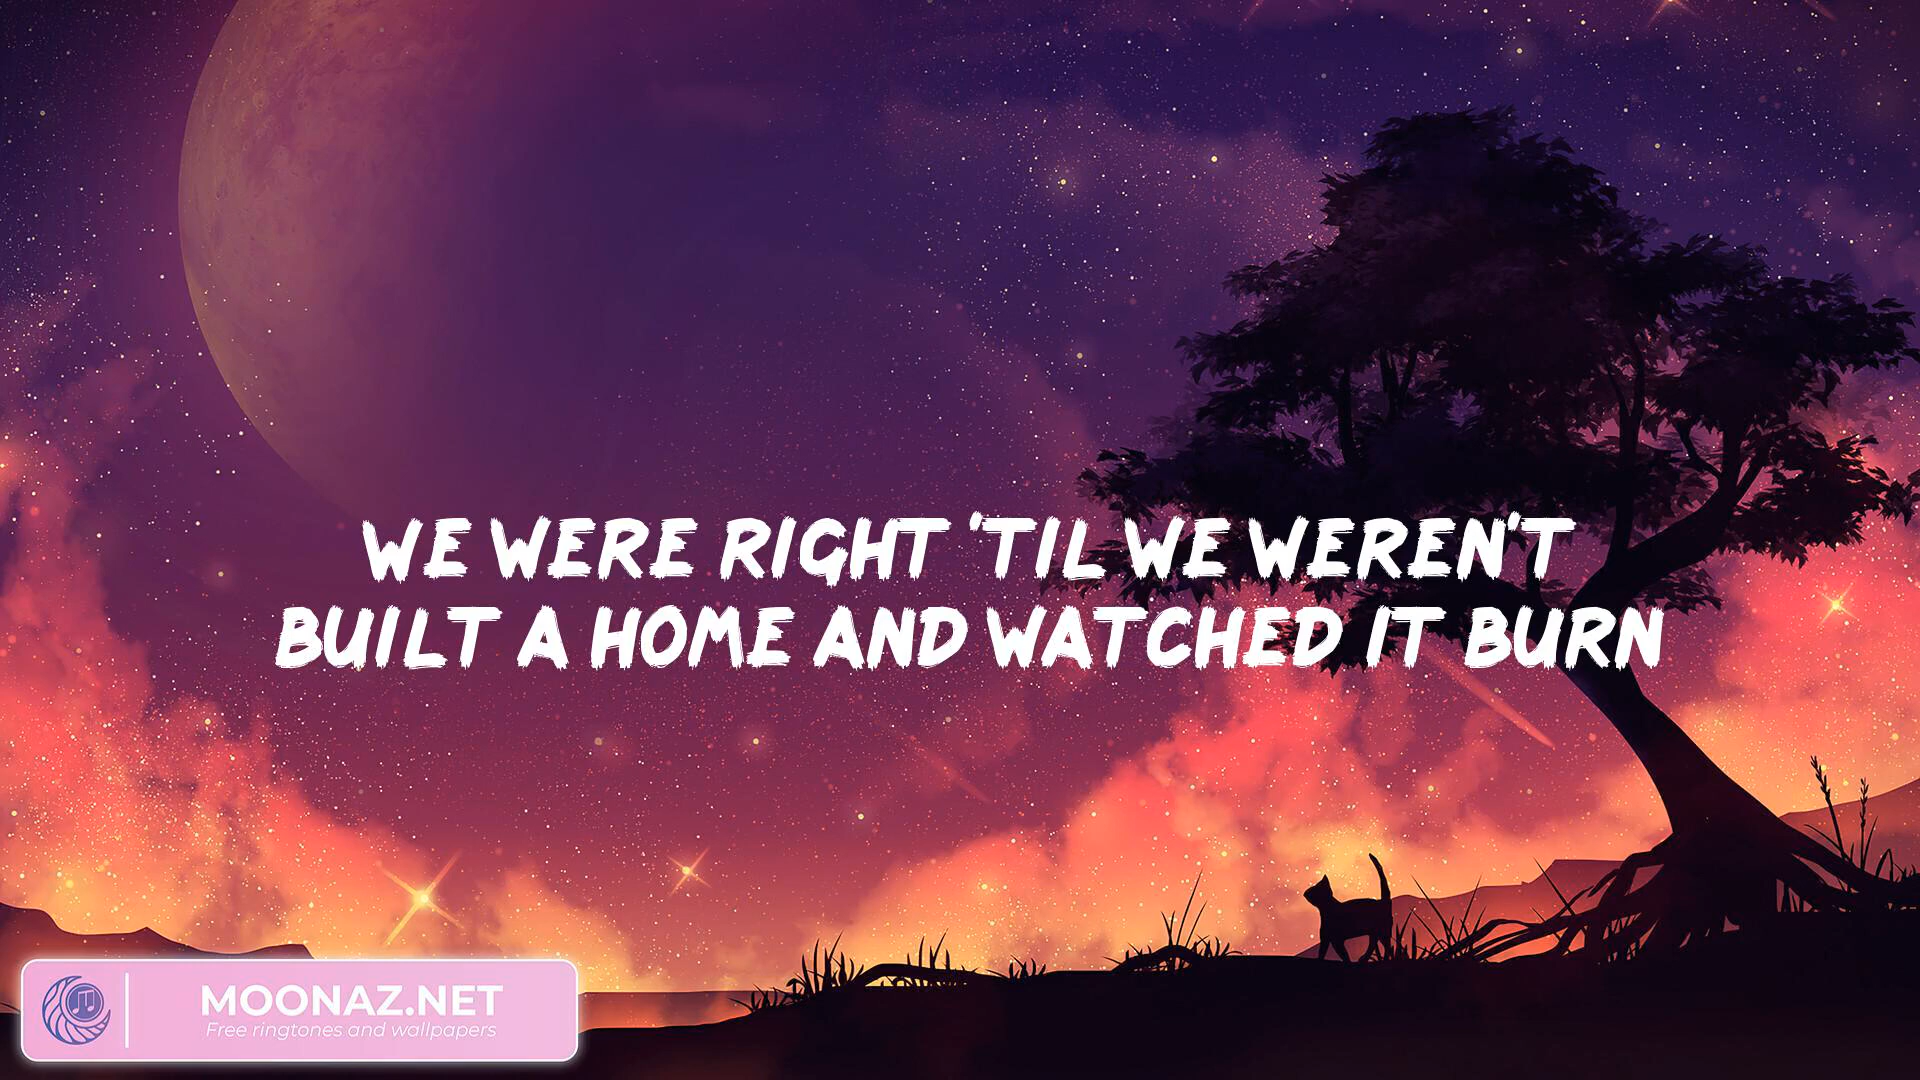 WE WERE RIGHT 'TIL WE WEREN'T
BUILT A HOME AND WATCHED IT BURN
MOONAZ.NET
Free ringtones and wallpapers